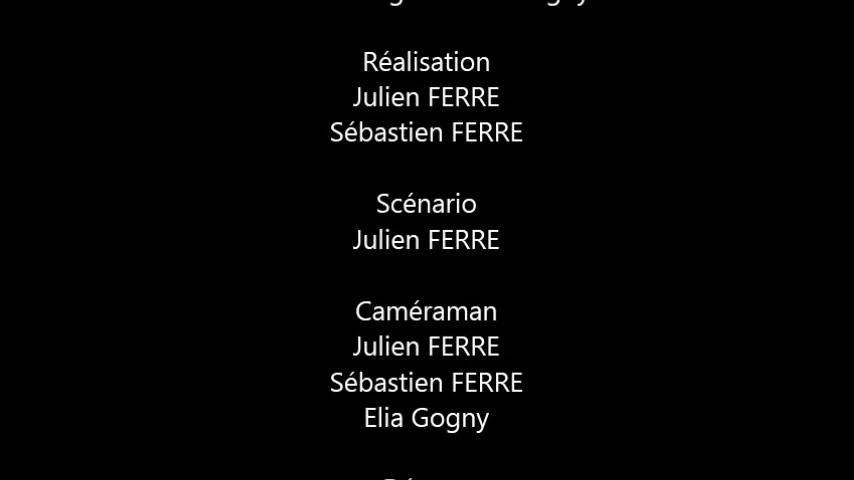 Réalisation
Julien FERRE
Sébastien FERRE
Scénario
Julien FERRE
Caméraman
Julien FERRE
Sébastien FERRE
Elia Gogny